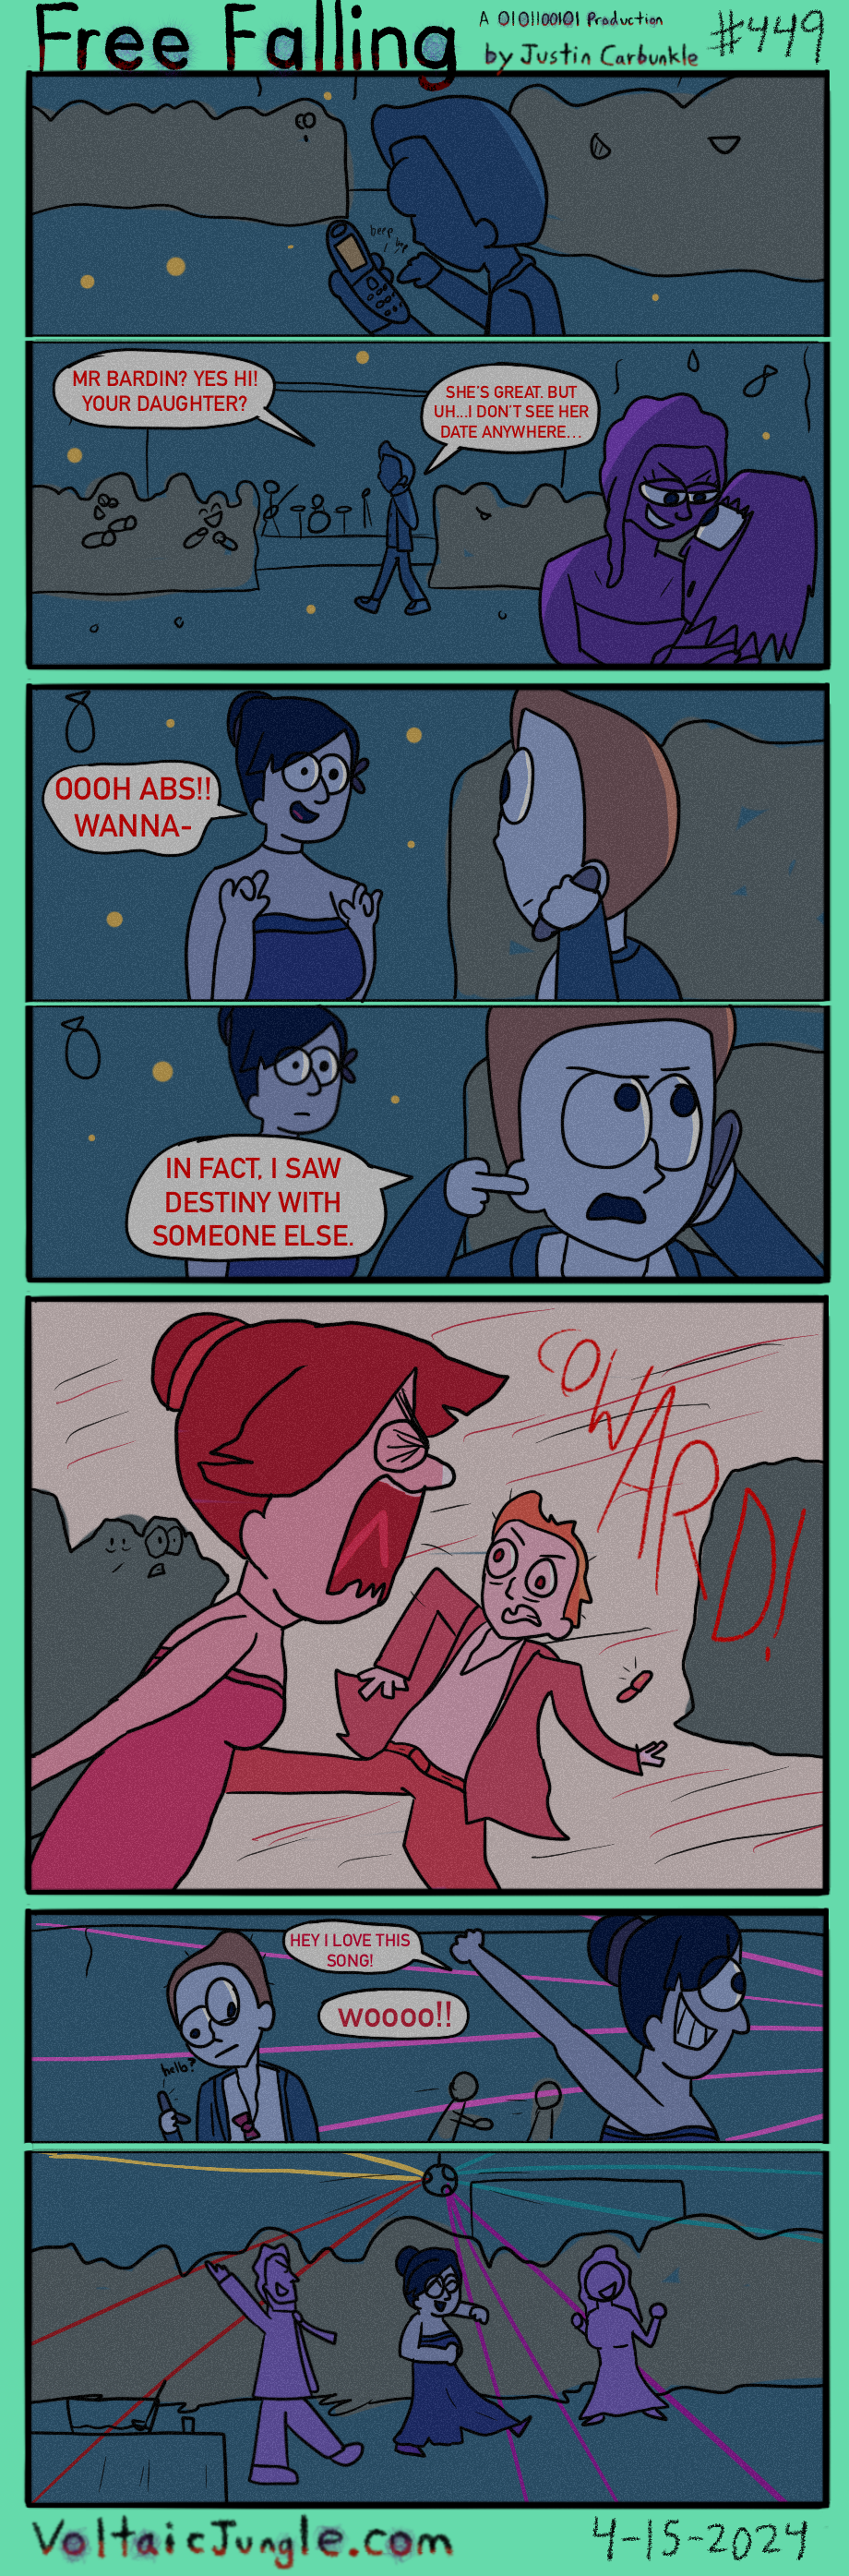 Free Falling
A 0101100101 Production
by Justin Carbunkle
#449
beep
MR BARDIN? YES HI!
YOUR DAUGHTER?
SHE'S GREAT. BUT
UH...I DON'T SEE HER
DATE ANYWHERE...
OOOH ABS!!
WANNA-
IN FACT, I SAW
DESTINY WITH
SOMEONE ELSE.
COWARD!
HEY I LOVE THIS
SONG!
WOOOO!!
hello?
VoltaicJungle.com
4-15-2024